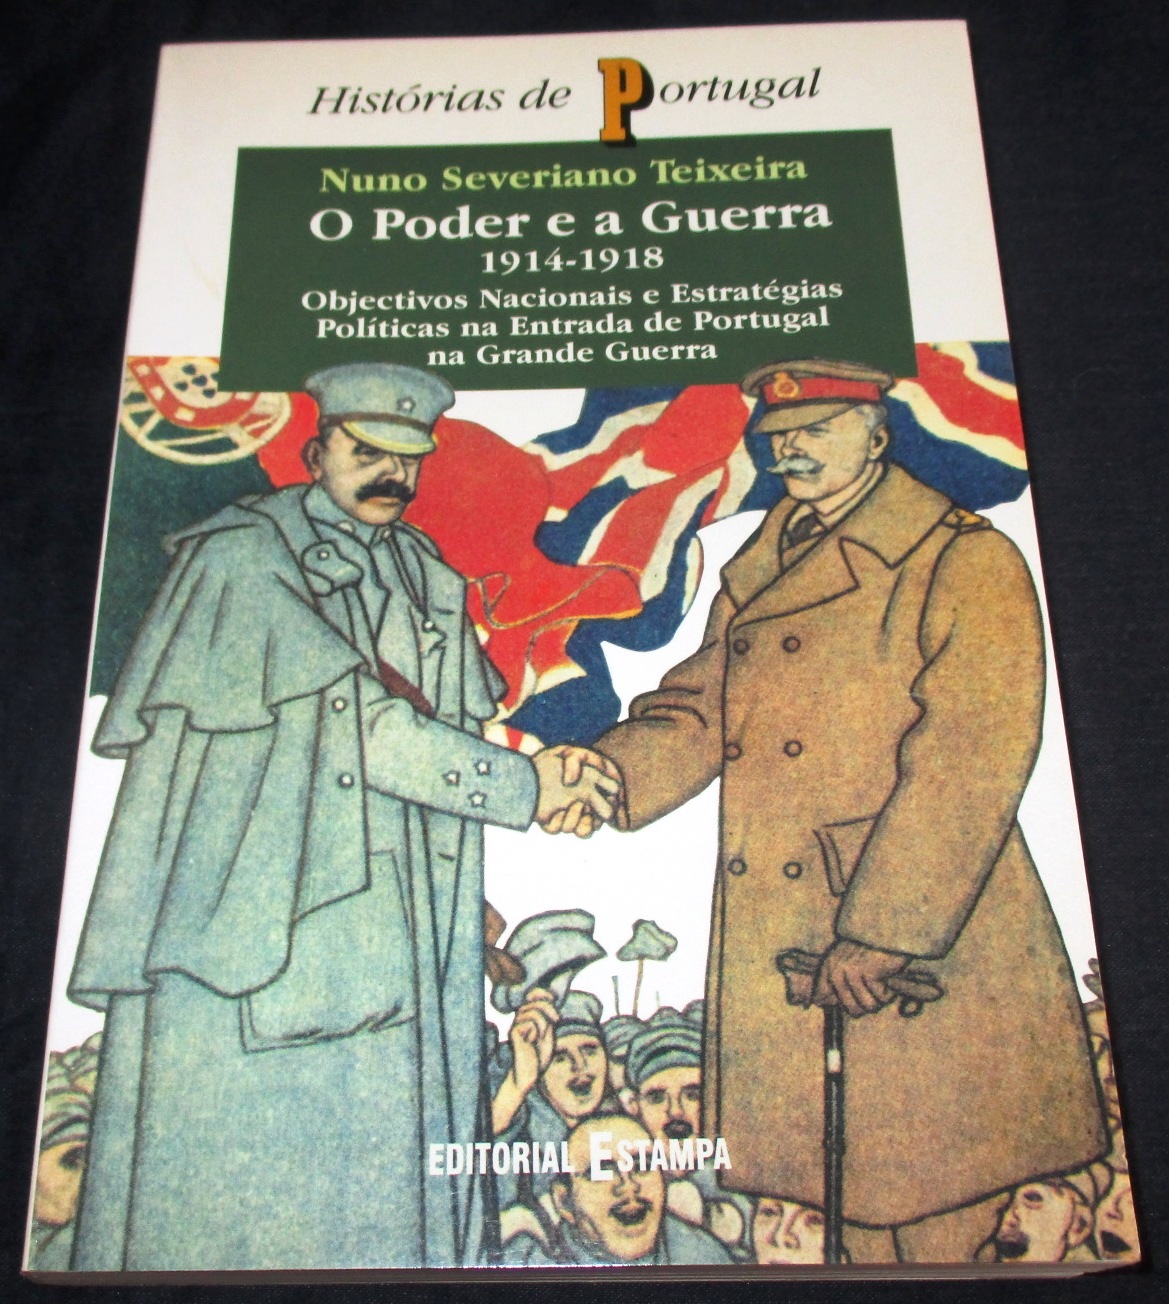 Histórias de Portugal
Nuno Severiano Teixeira
O Poder e a Guerra
1914-1918
Objectivos Nacionais e Estratégias
Políticas na Entrada de Portugal
na Grande Guerra
EDITORIAL ESTAMPA